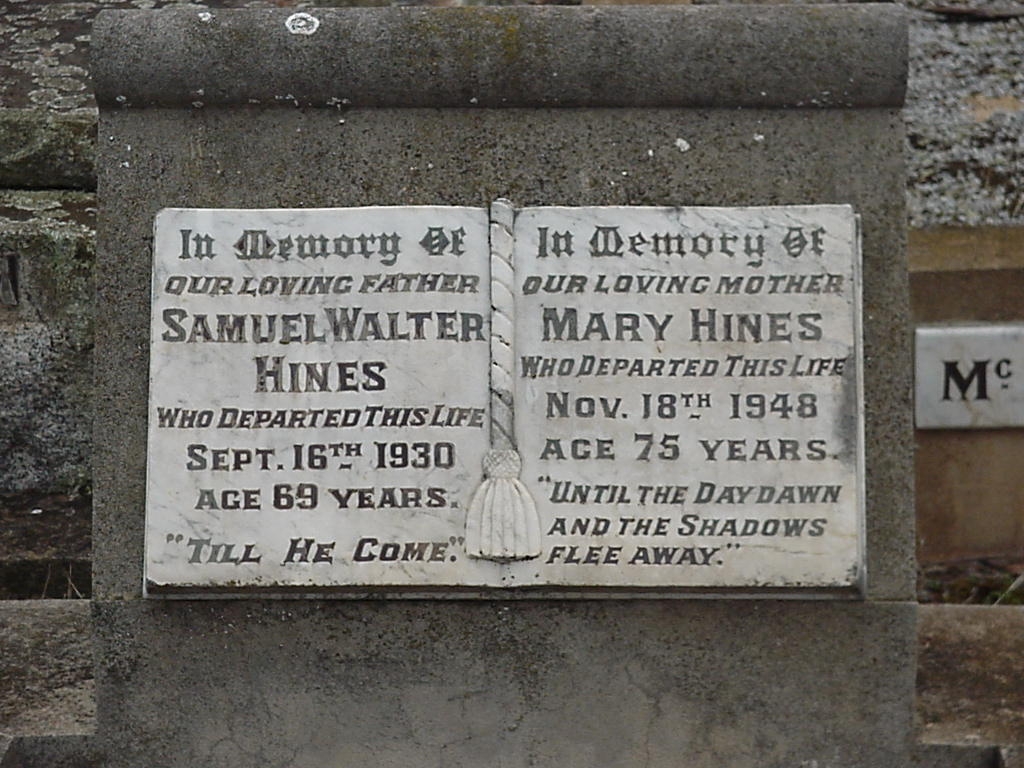 In Memory Of
OUR LOVING FATHER
SAMUEL WALTER
HINES
WHO DEPARTED THIS LIFE
SEPT. 16TH 1930
AGE 69 YEARS.
"TILL HE COME."
In Memory Of
OUR LOVING MOTHER
MARY HINES
WHO DEPARTED THIS LIFE
NOV. 18TH 1948
AGE 75 YEARS.
"UNTIL THE DAY DAWN
AND THE SHADOWS
FLEE AWAY."
Mc